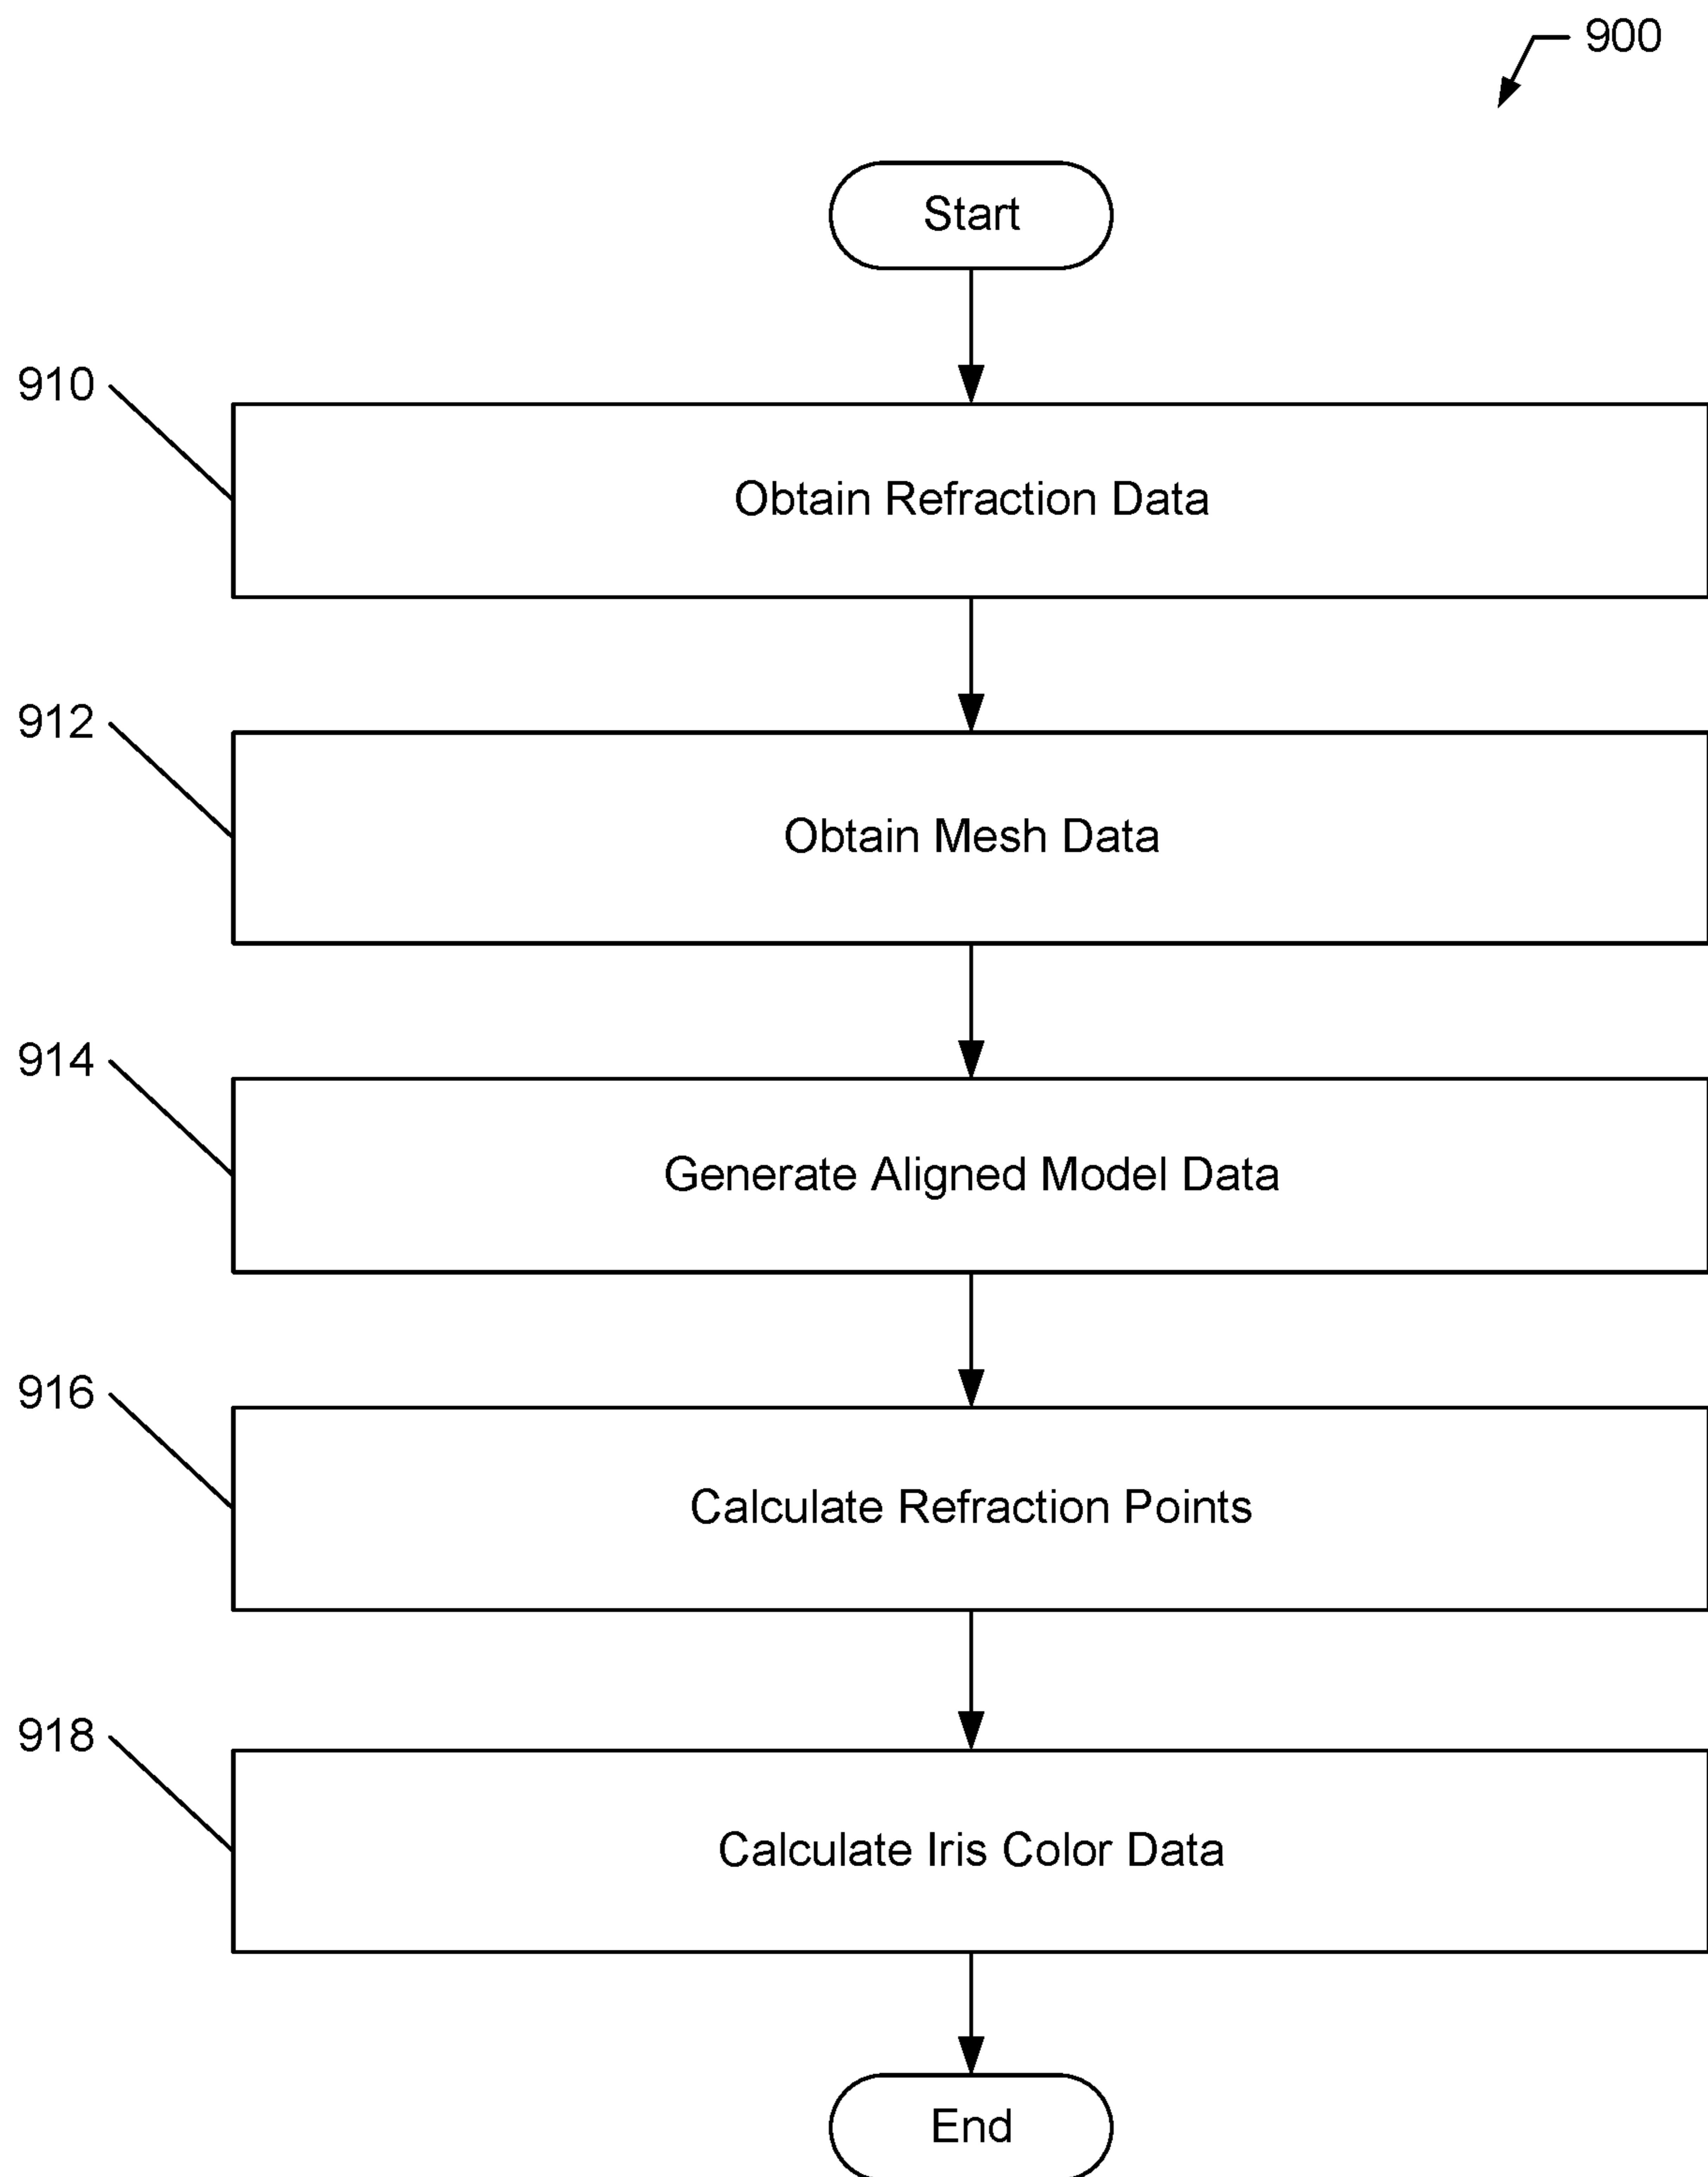 900
Start
910
Obtain Refraction Data
912
Obtain Mesh Data
914
Generate Aligned Model Data
916
Calculate Refraction Points
918
Calculate Iris Color Data
End